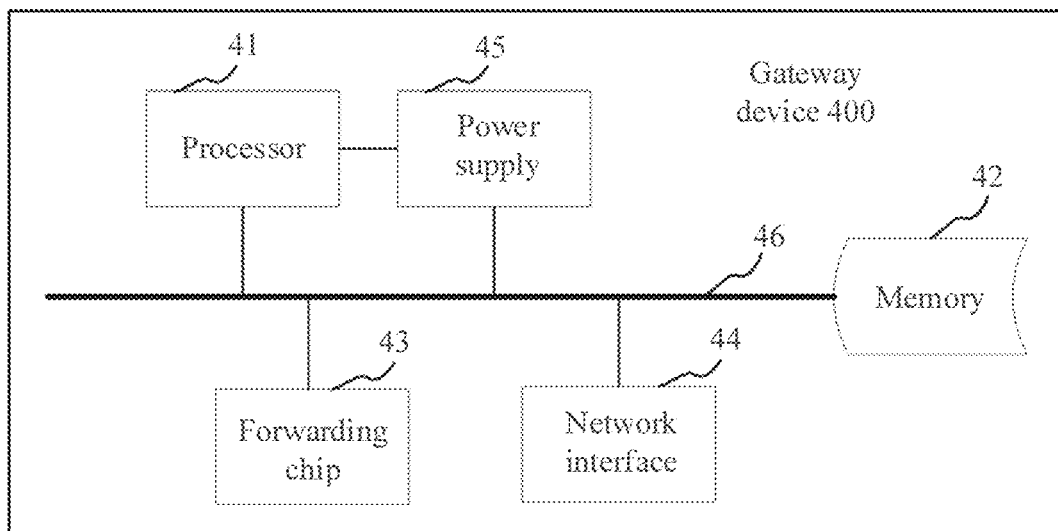 41
45
Gateway
device 400
Processor
Power
supply
42
46
Memory
43
44
Forwarding
chip
Network
interface